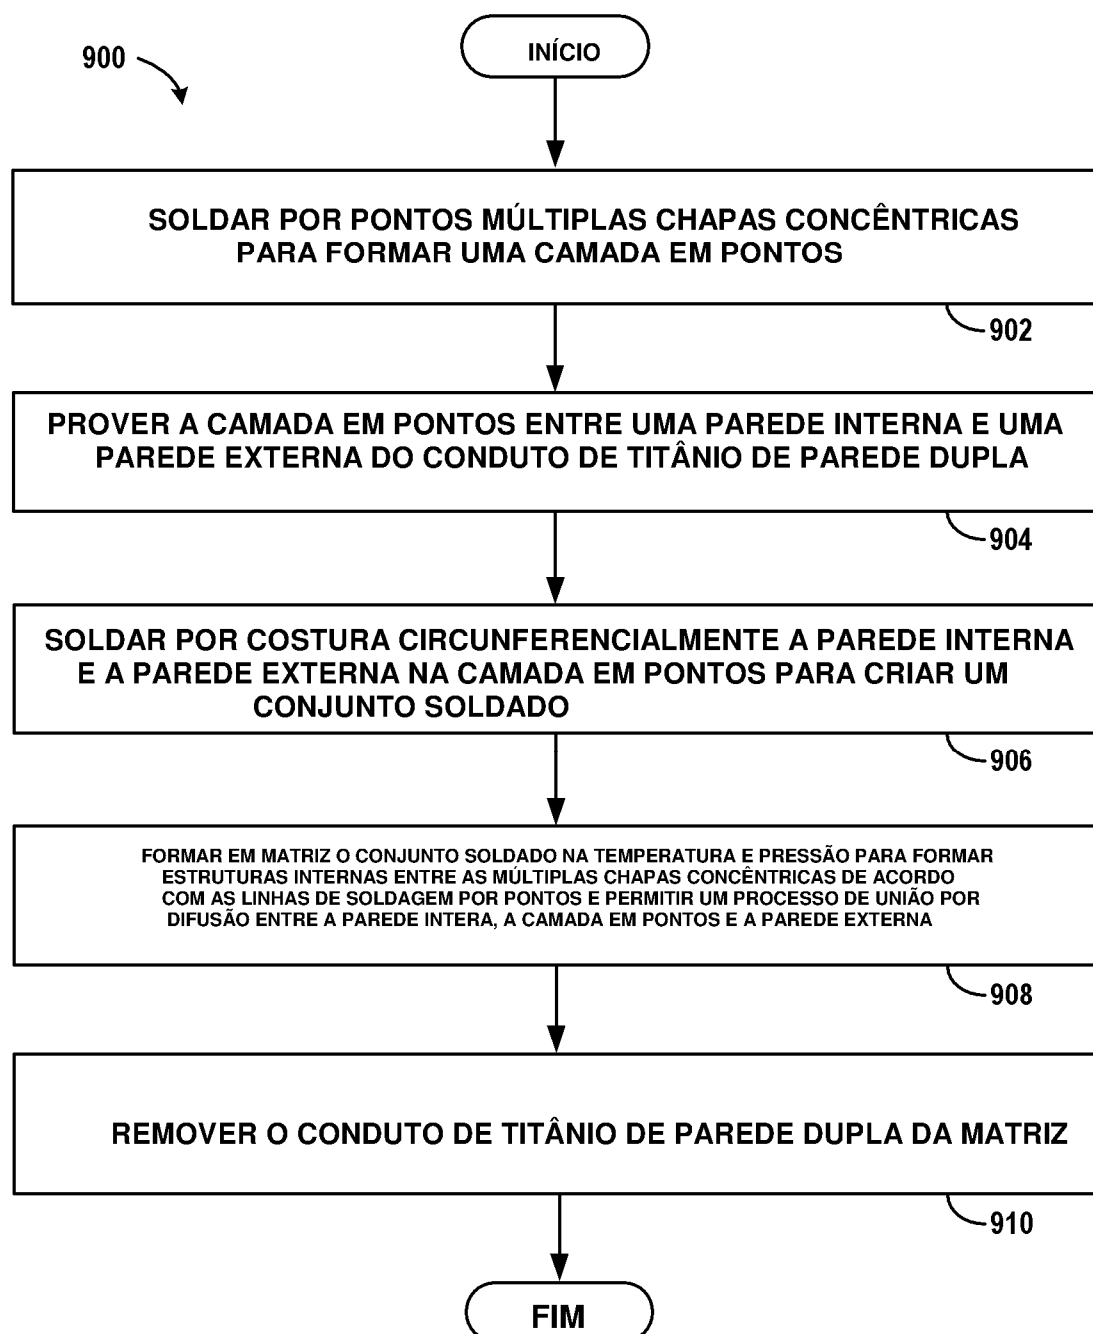 INÍCIO
900
SOLDAR POR PONTOS MÚLTIPLAS CHAPAS CONCÊNTRICAS
PARA FORMAR UMA CAMADA EM PONTOS
902
PROVER A CAMADA EM PONTOS ENTRE UMA PAREDE INTERNA E UMA
PAREDE EXTERNA DO CONDUTO DE TITÂNIO DE PAREDE DUPLA
904
SOLDAR POR COSTURA CIRCUNFERENCIALMENTE A PAREDE INTERNA
E A PAREDE EXTERNA NA CAMADA EM PONTOS PARA CRIAR UM
CONJUNTO SOLDADO
906
FORMAR EM MATRIZ O CONJUNTO SOLDADO NA TEMPERATURA E PRESSÃO PARA FORMAR
ESTRUTURAS INTERNAS ENTRE AS MÚLTIPLAS CHAPAS CONCÊNTRICAS DE ACORDO
COM AS LINHAS DE SOLDAGEM POR PONTOS E PERMITIR UM PROCESSO DE UNIÃO POR
DIFUSÃO ENTRE A PAREDE INTERA, A CAMADA EM PONTOS E A PAREDE EXTERNA
908
REMOVER O CONDUTO DE TITÂNIO DE PAREDE DUPLA DA MATRIZ
910
FIM